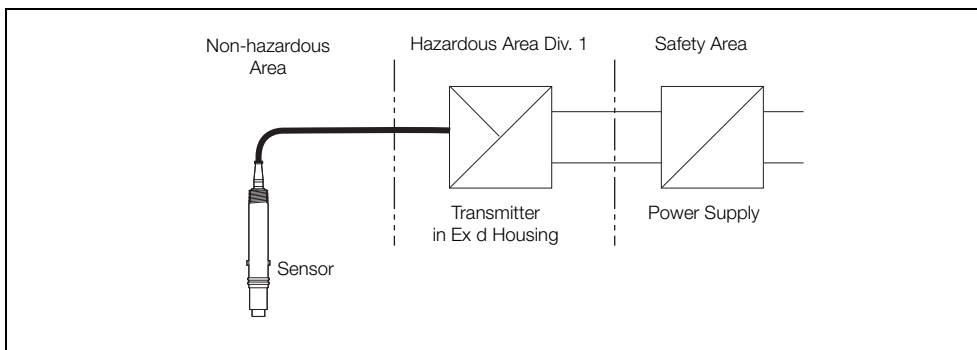 Non-hazardous
Area
Hazardous Area Div. 1
Safety Area
Transmitter
in Ex d Housing
Power Supply
Sensor